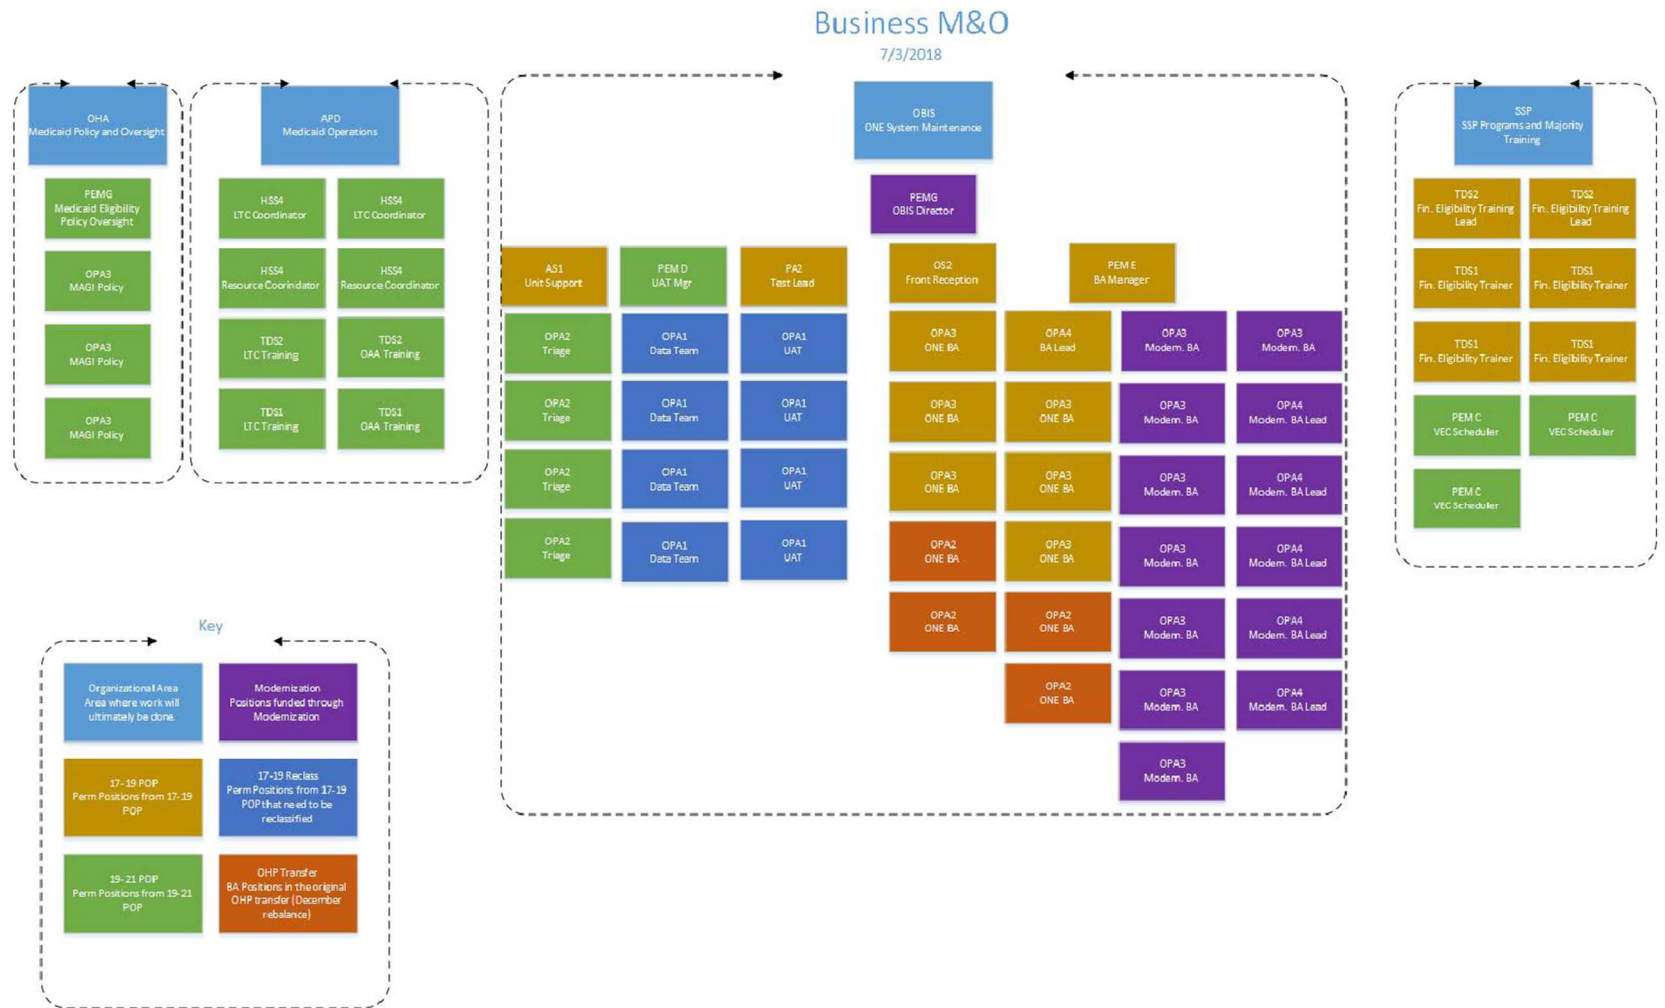 Business M&O
7/3/2018
OHA
Medicaid Policy and Oversight
PEMG
Medicaid Eligibility
Policy Oversight
OPA3
MAGI Policy
OPA3
MAGI Policy
OPA3
MAGI Policy
APD
Medicaid Operations
HSS4
LTC Coordinator
HSS4
LTC Coordinator
HSS4
Resource Coorindator
HSS4
Resource Coordinator
TDS2
LTC Training
TDS2
OAA Training
TDS1
LTC Training
TDS1
OAA Training
OBIS
ONE System Maintenance
PEMG
OBIS Director
AS1
Unit Support
PEM D
UAT Mgr
PA2
Test Lead
OS2
Front Reception
PEM E
BA Manager
OPA2
Triage
OPA1
Data Team
OPA1
UAT
OPA3
ONE BA
OPA4
BA Lead
OPA3
Modern. BA
OPA3
Modern. BA
OPA2
Triage
OPA1
Data Team
OPA1
UAT
OPA3
ONE BA
OPA3
ONE BA
OPA3
Modern. BA
OPA4
Modern. BA Lead
OPA2
Triage
OPA1
Data Team
OPA1
UAT
OPA3
ONE BA
OPA3
ONE BA
OPA3
Modern. BA
OPA4
Modern. BA Lead
OPA2
Triage
OPA1
Data Team
OPA1
UAT
OPA2
ONE BA
OPA3
ONE BA
OPA3
Modern. BA
OPA4
Modern. BA Lead
OPA2
ONE BA
OPA2
ONE BA
OPA3
Modern. BA
OPA4
Modern. BA Lead
OPA2
ONE BA
OPA3
Modern. BA
OPA4
Modern. BA Lead
OPA3
Modern. BA
SSP
SSP Programs and Majority
Training
TDS2
Fin. Eligibility Training
Lead
TDS2
Fin. Eligibility Training
Lead
TDS1
Fin. Eligibility Trainer
TDS1
Fin. Eligibility Trainer
TDS1
Fin. Eligibility Trainer
TDS1
Fin. Eligibility Trainer
PEM C
VEC Scheduler
PEM C
VEC Scheduler
PEM C
VEC Scheduler
Key
Organizational Area
Area where work will
ultimately be done.
Modernization
Positions funded through
Modernization
17-19 POP
Perm Positions from 17-19
POP
17-19 Reclass
Perm Positions from 17-19
POP that need to be
reclassified
19-21 POP
Perm Positions from 19-21
POP
OHP Transfer
BA Positions in the original
OHP transfer (December
rebalance)